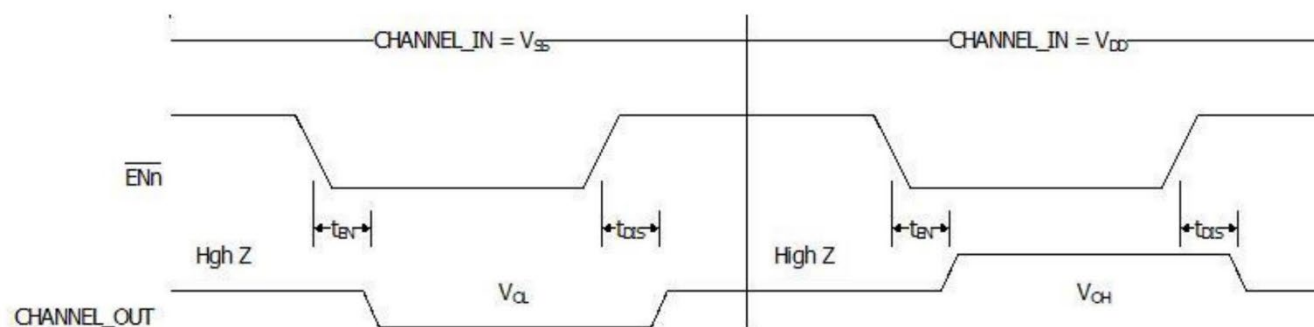 CHANNEL_IN = VSS
CHANNEL_IN = VDD
ENn
tEN
tDIS
tEN
tDIS
Hgh Z
High Z
CHANNEL_OUT
VOL
VOH